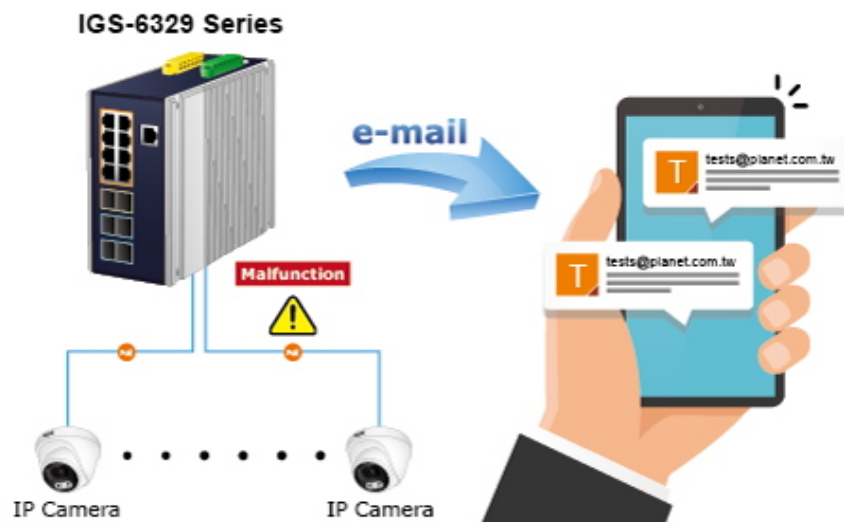 IGS-6329 Series
e-mail
T
tests@planet.com.tw
T
tests@planet.com.tw
Malfunction
IP Camera
IP Camera